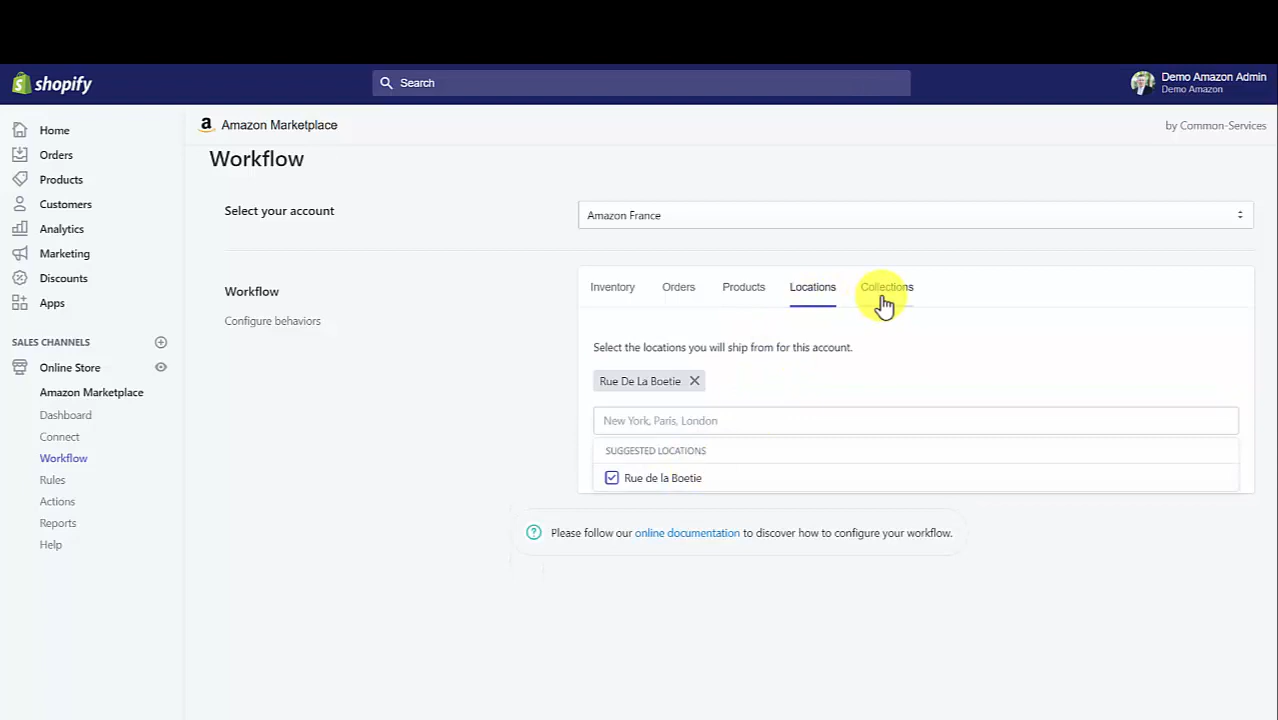 shopify
Search
Demo Amazon Admin
Demo Amazon
Home
Orders
Products
Customers
Analytics
Marketing
Discounts
Apps
SALES CHANNELS
Online Store
Amazon Marketplace
Dashboard
Connect
Workflow
Rules
Actions
Reports
Help
a Amazon Marketplace
by Common-Services
Workflow
Select your account
Amazon France
Workflow
Configure behaviors
Inventory Orders Products Locations Collections
Select the locations you will ship from for this account.
Rue De La Boetie
New York, Paris, London
SUGGESTED LOCATIONS
Rue de la Boetie
? Please follow our online documentation to discover how to configure your workflow.